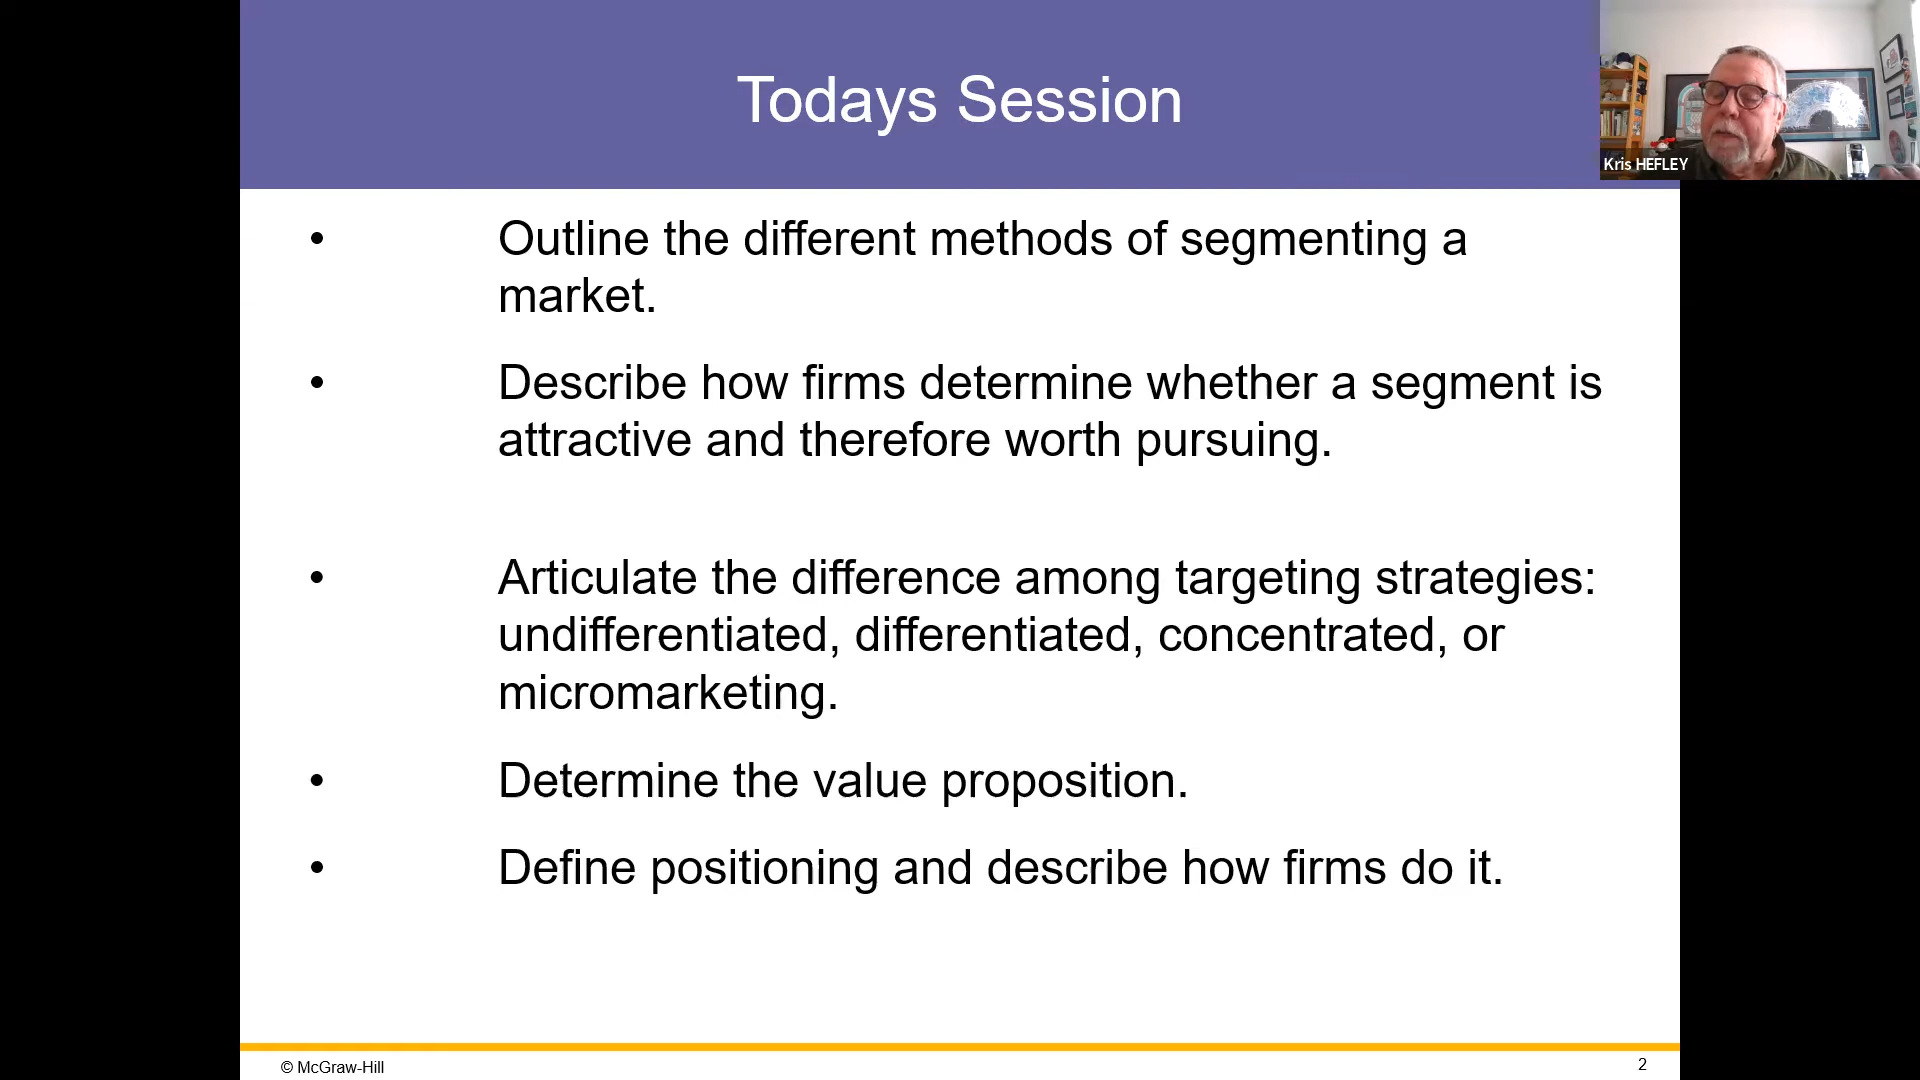 Todays Session
Kris HEFLEY
• Outline the different methods of segmenting a
market.
• Describe how firms determine whether a segment is
attractive and therefore worth pursuing.
• Articulate the difference among targeting strategies:
undifferentiated, differentiated, concentrated, or
micromarketing.
• Determine the value proposition.
• Define positioning and describe how firms do it.
© McGraw-Hill
2